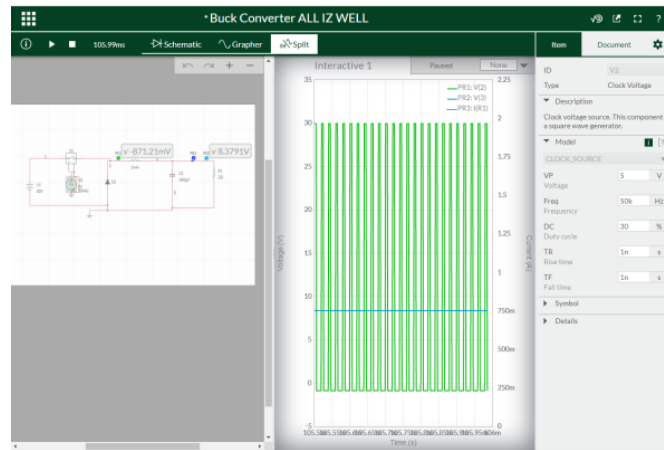 *Buck Converter ALL IZ WELL
105.99ms
Schematic
Grapher
Split
Item
Document
Interactive 1
Paused
None
PR1: V(2)
PR2: V(3)
PR3: I(R1)
35
30
25
20
15
10
5
0
-5
Voltage (V)
2.25
2
1.75
1.5
1.25
1
750m
500m
250m
0
Current (A)
Time (s)
v -871.21mV
v 8.3791V
ID
V2
Type
Clock Voltage
Description
Clock voltage source. This component
a square wave generator.
Model
CLOCK_SOURCE
VP
5
V
Voltage
Freq
50k
Hz
Frequency
DC
30
%
Duty cycle
TR
1n
s
Rise time
TF
1n
s
Fall time
Symbol
Details